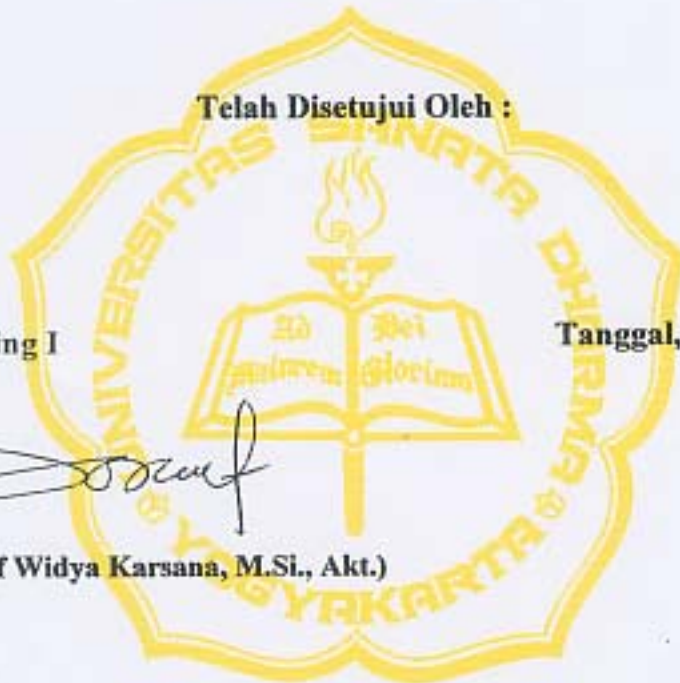 Telah Disetujui Oleh :
UNIVERSITAS SANATA DHARMA
YOGYAKARTA
Ad Dei
maiorem Gloriam
ng I
Tanggal,
f Widya Karsana, M.Si., Akt.)